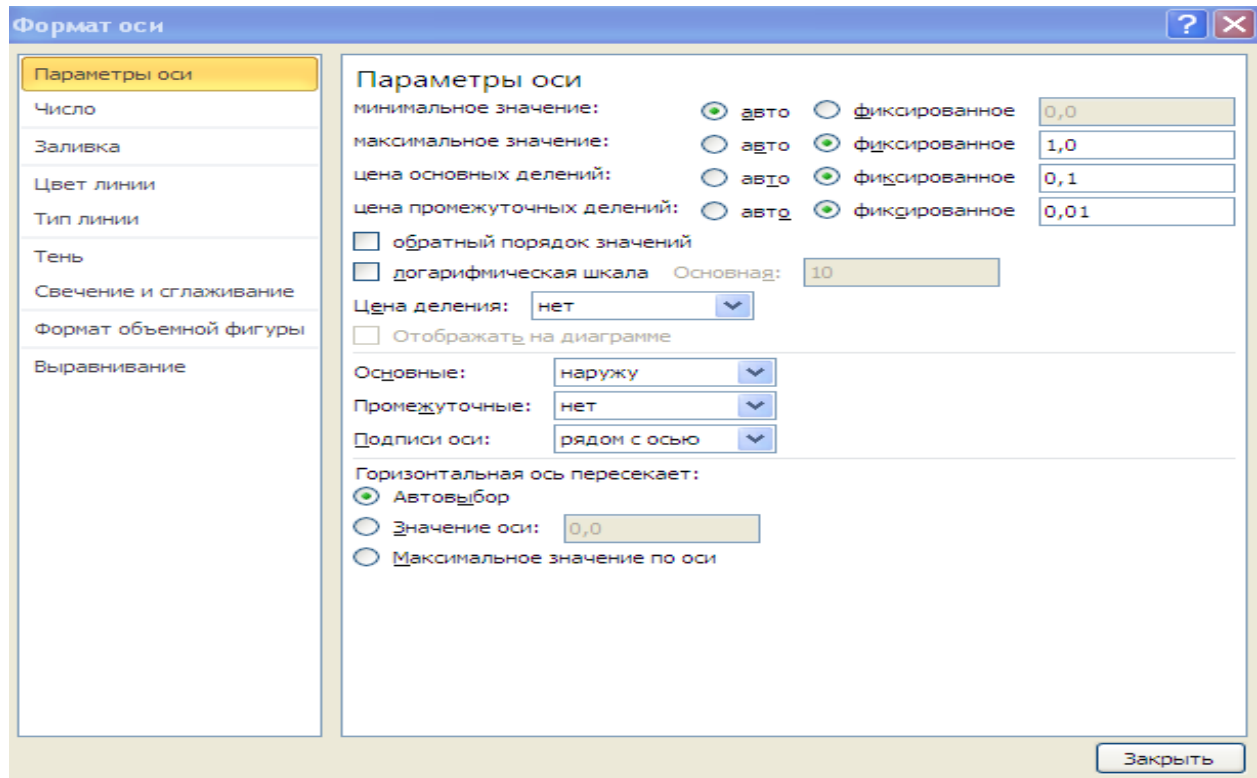 Формат оси
Параметры оси
Число
Заливка
Цвет линии
Тип линии
Тень
Свечение и сглаживание
Формат объемной фигуры
Выравнивание
Параметры оси
минимальное значение: авто фиксированное 0,0
максимальное значение: авто фиксированное 1,0
цена основных делений: авто фиксированное 0,1
цена промежуточных делений: авто фиксированное 0,01
обратный порядок значений
логарифмическая шкала Основная: 10
Цена деления: нет
Отображать на диаграмме
Основные: наружу
Промежуточные: нет
Подписи оси: рядом с осью
Горизонтальная ось пересекает:
Автовыбор
Значение оси: 0,0
Максимальное значение по оси
Закрыть